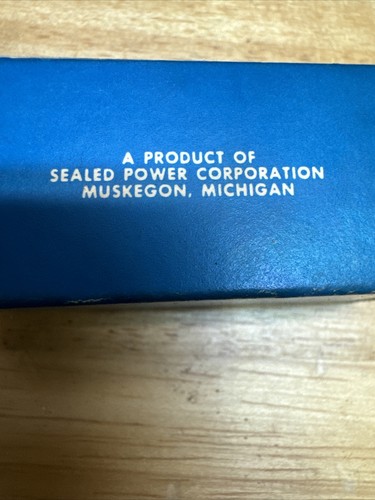 A PRODUCT OF
SEALED POWER CORPORATION
MUSKEGON, MICHIGAN